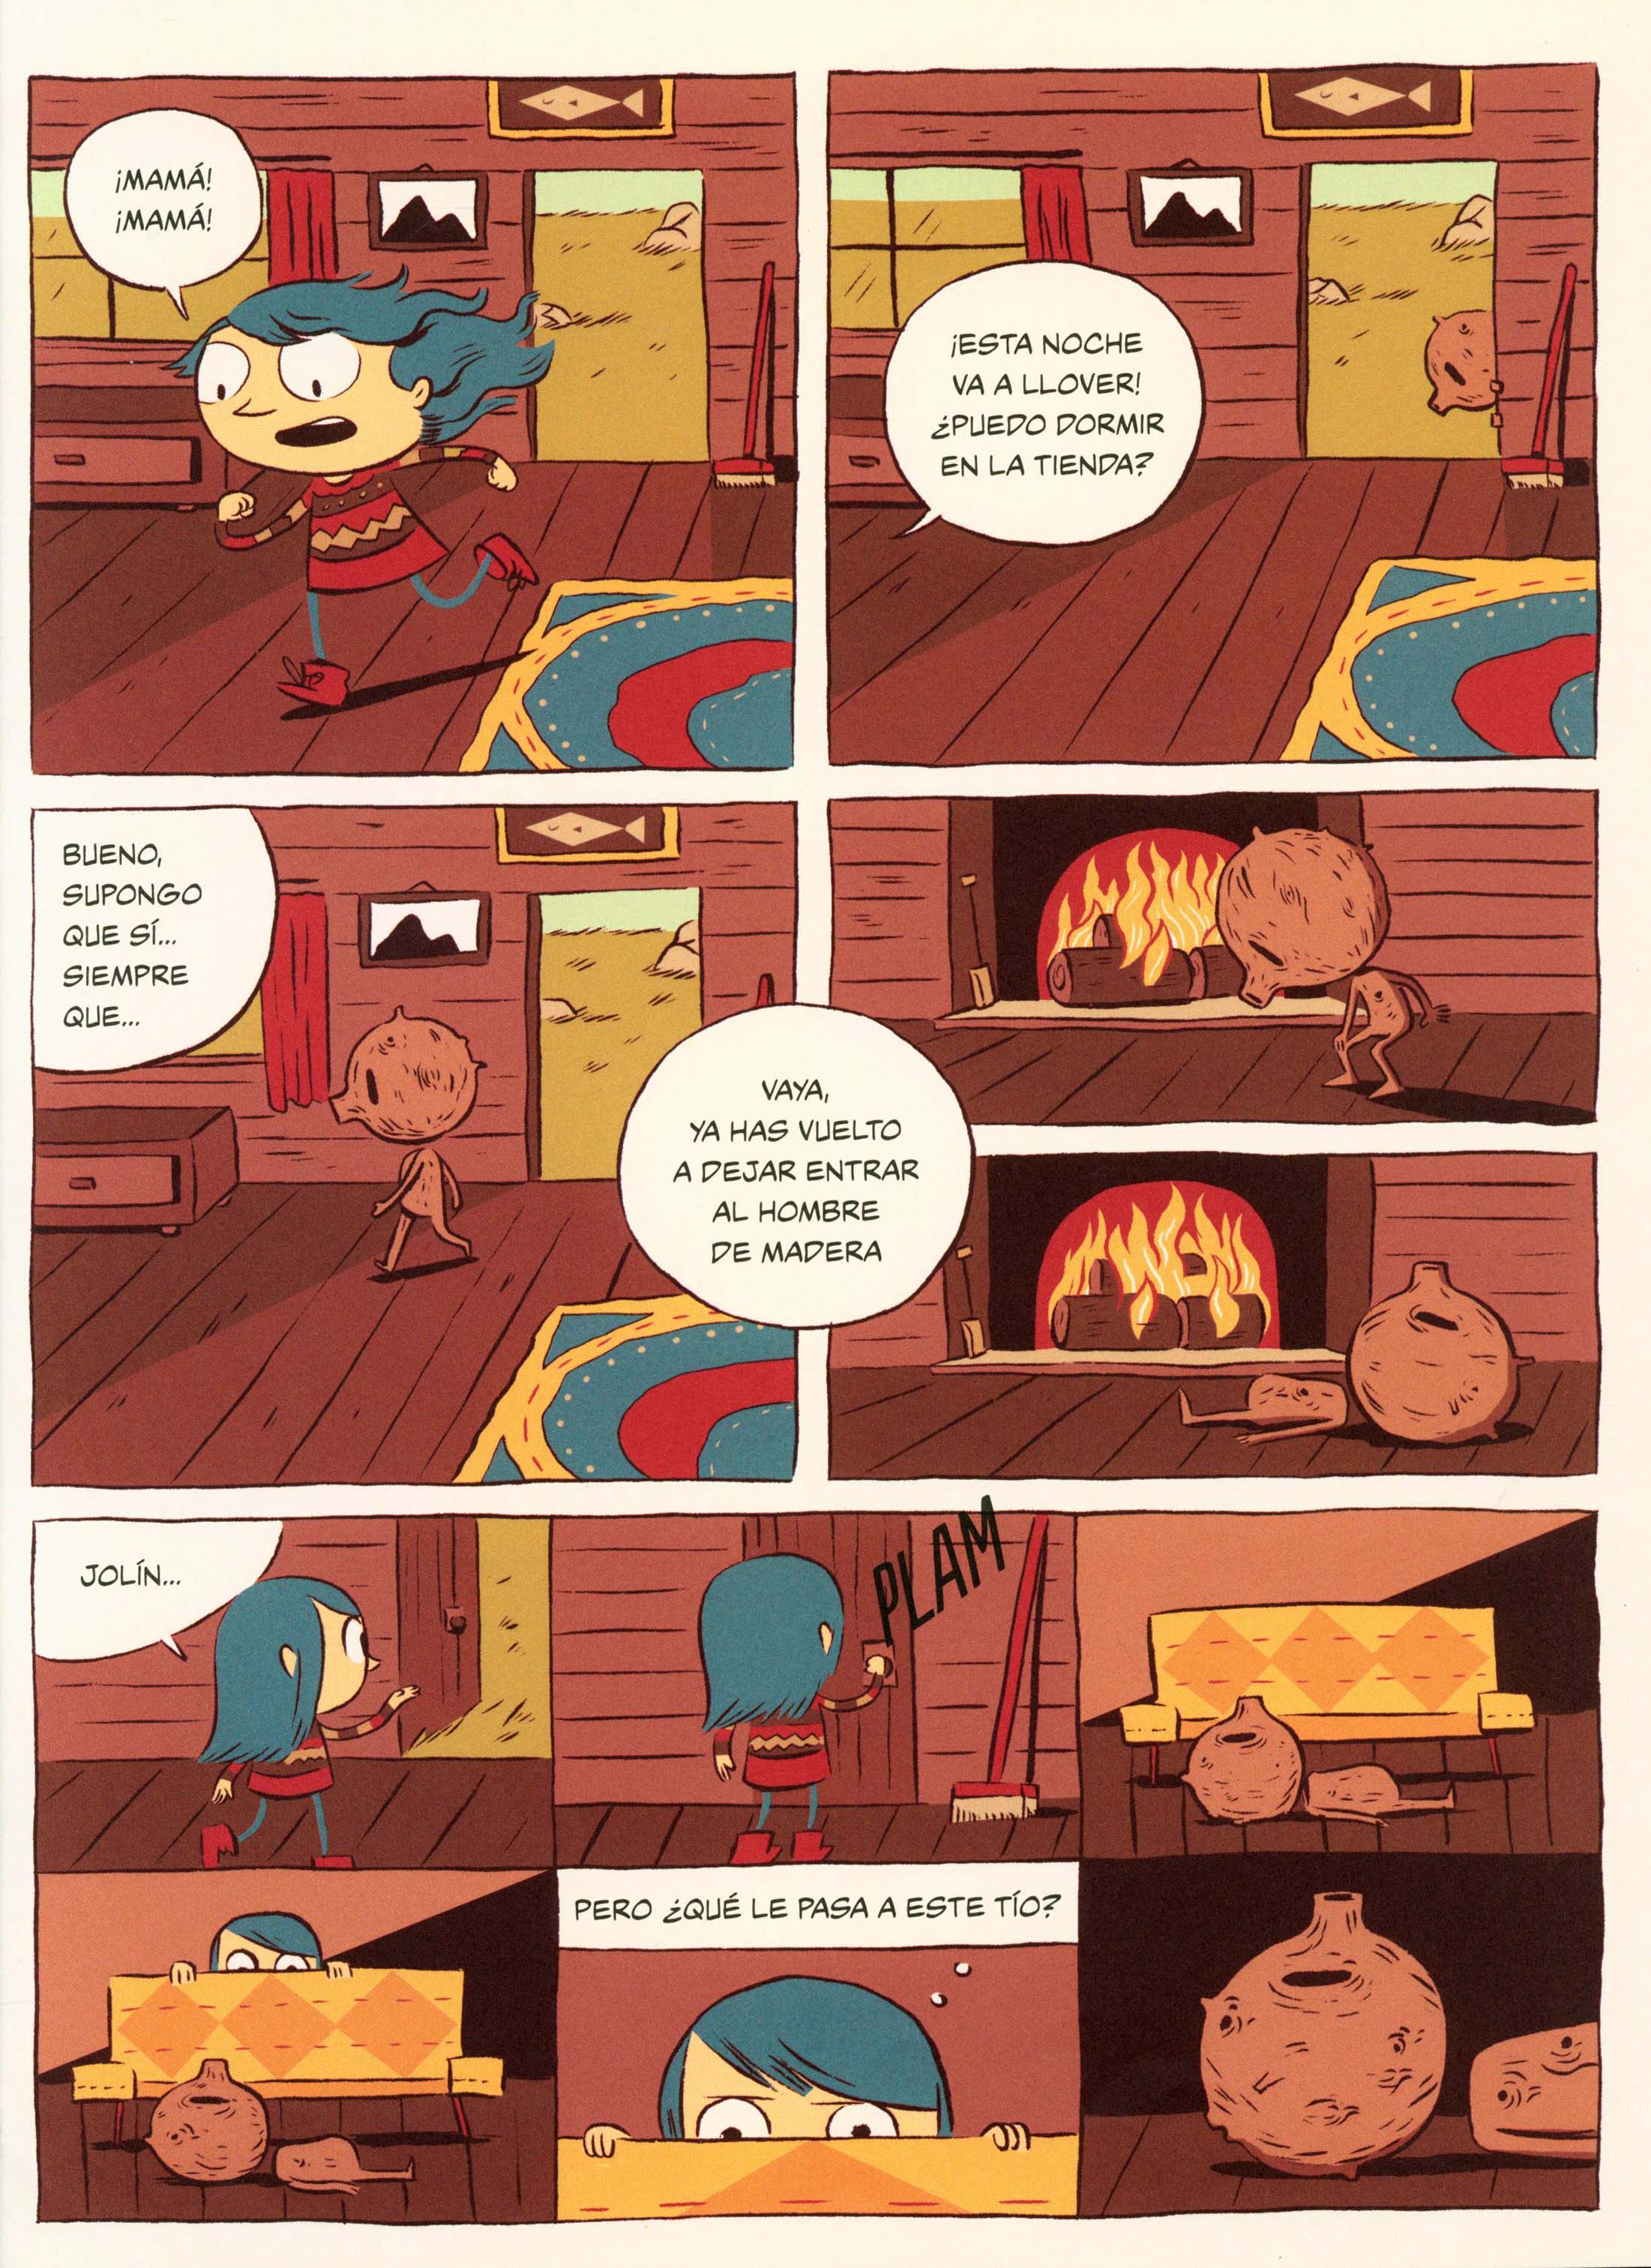 ¡MAMÁ!
¡MAMÁ!
¡ESTA NOCHE
VA A LLOVER!
¿PUEDO DORMIR
EN LA TIENDA?
BUENO,
SUPONGO
QUE SÍ...
SIEMPRE
QUE...
VAYA,
YA HAS VUELTO
A DEJAR ENTRAR
AL HOMBRE
DE MADERA
JOLÍN...
PLAM
PERO ¿QUÉ LE PASA A ESTE TÍO?